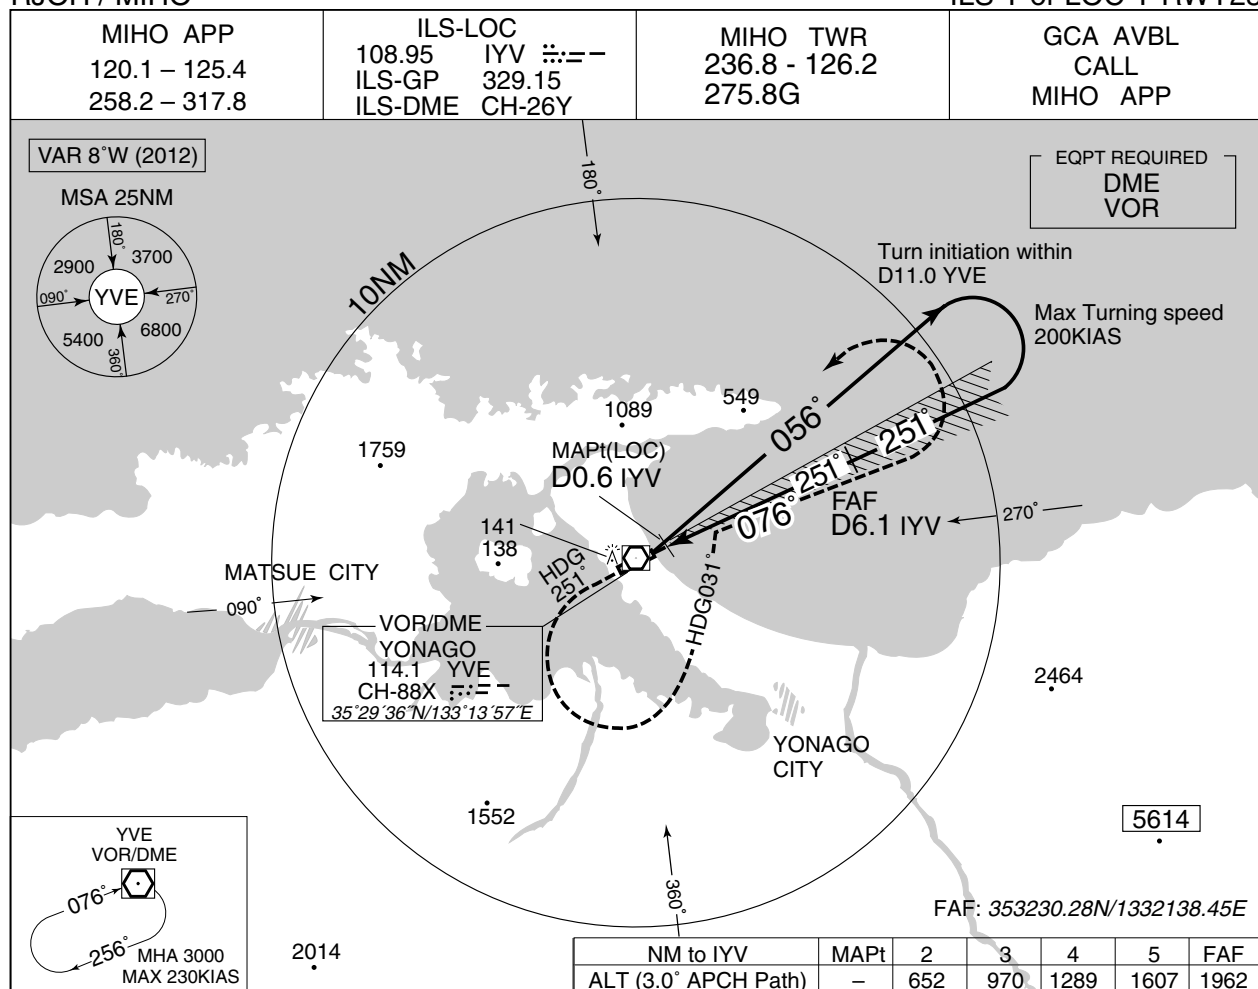 RJOH / MIHO
ILS Y or LOC Y RWY25
MIHO APP
120.1 – 125.4
258.2 – 317.8
ILS-LOC
108.95 IYV
ILS-GP 329.15
ILS-DME CH-26Y
MIHO TWR
236.8 - 126.2
275.8G
GCA AVBL
CALL
MIHO APP
VAR 8°W (2012)
MSA 25NM
180°
2900
3700
090°
YVE
270°
5400
6800
360°
180°
10NM
EQPT REQUIRED
DME
VOR
Turn initiation within
D11.0 YVE
Max Turning speed
200KIAS
549
1089
056°
1759
MAPt(LOC)
D0.6 IYV
251°
251°
076°
FAF
D6.1 IYV
270°
141
138
HDG
251°
HDG031°
MATSUE CITY
090°
VOR/DME
YONAGO
114.1 YVE
CH-88X
35°29´36˝N/133°13´57˝E
2464
YONAGO
CITY
1552
5614
360°
YVE
VOR/DME
076°
256°
MHA 3000
MAX 230KIAS
2014
FAF: 353230.28N/1332138.45E
NM to IYV MAPt 2 3 4 5 FAF
ALT (3.0° APCH Path) – 652 970 1289 1607 1962